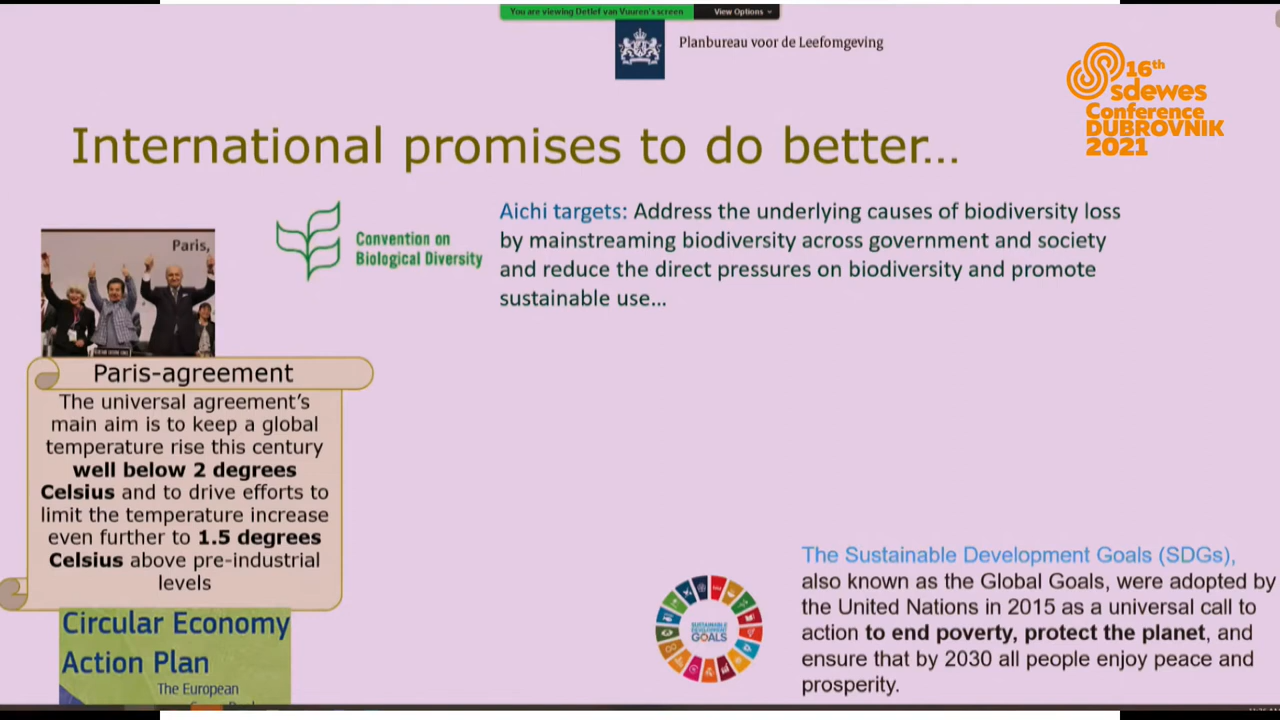 You are viewing Detlef van Vuuren's screen
View Options
Planbureau voor de Leefomgeving
16th
sdewes
Conference
DUBROVNIK
2021
International promises to do better...
Paris,
Convention on
Biological Diversity
Aichi targets: Address the underlying causes of biodiversity loss
by mainstreaming biodiversity across government and society
and reduce the direct pressures on biodiversity and promote
sustainable use...
Paris-agreement
The universal agreement's
main aim is to keep a global
temperature rise this century
well below 2 degrees
Celsius and to drive efforts to
limit the temperature increase
even further to 1.5 degrees
Celsius above pre-industrial
levels
Circular Economy
Action Plan
The European
SUSTAINABLE
DEVELOPMENT
GOALS
The Sustainable Development Goals (SDGs),
also known as the Global Goals, were adopted by
the United Nations in 2015 as a universal call to
action to end poverty, protect the planet, and
ensure that by 2030 all people enjoy peace and
prosperity.